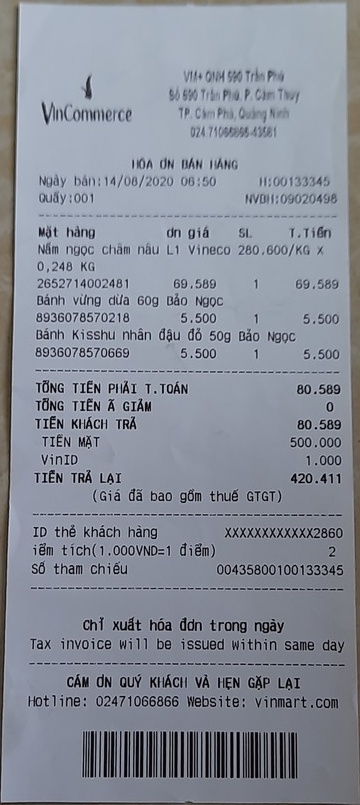 VinCommerce
VM+ QNH 590 Trần Phú
Số 590 Trần Phú, P. Cẩm Thủy
TP. Cẩm Phả, Quảng Ninh
024.71066866-43581
HÓA ƠN BÁN HÀNG
Ngày bán:14/08/2020 06:50 H:00133345
Quầy:001 NVBH:09020498
Mặt hàng ơn giá SL T.Tiền
Nấm ngọc châm nâu L1 Vineco 280.600/KG X
0,248 KG
2652714002481 69.589 1 69.589
Bánh vừng dừa 60g Bảo Ngọc
8936078570218 5.500 1 5.500
Bánh Kisshu nhân đậu đỏ 50g Bảo Ngọc
8936078570669 5.500 1 5.500
TỔNG TIỀN PHẢI T.TOÁN 80.589
TỔNG TIỀN Ã GIẢM 0
TIỀN KHÁCH TRẢ 80.589
TIỀN MẶT 500.000
VinID 1.000
TIỀN TRẢ LẠI 420.411
(Giá đã bao gồm thuế GTGT)
ID thẻ khách hàng XXXXXXXXXXXX2860
iểm tích(1.000VND=1 điểm) 2
Số tham chiếu 00435800100133345
Chỉ xuất hóa đơn trong ngày
Tax invoice will be issued within same day
CẢM ƠN QUÝ KHÁCH VÀ HẸN GẶP LẠI
Hotline: 02471066866 Website: vinmart.com